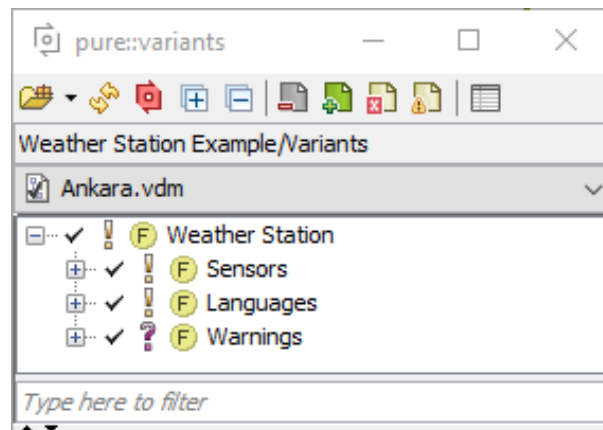 pure::variants
Weather Station Example/Variants
Ankara.vdm
F Weather Station
F Sensors
F Languages
F Warnings
Type here to filter